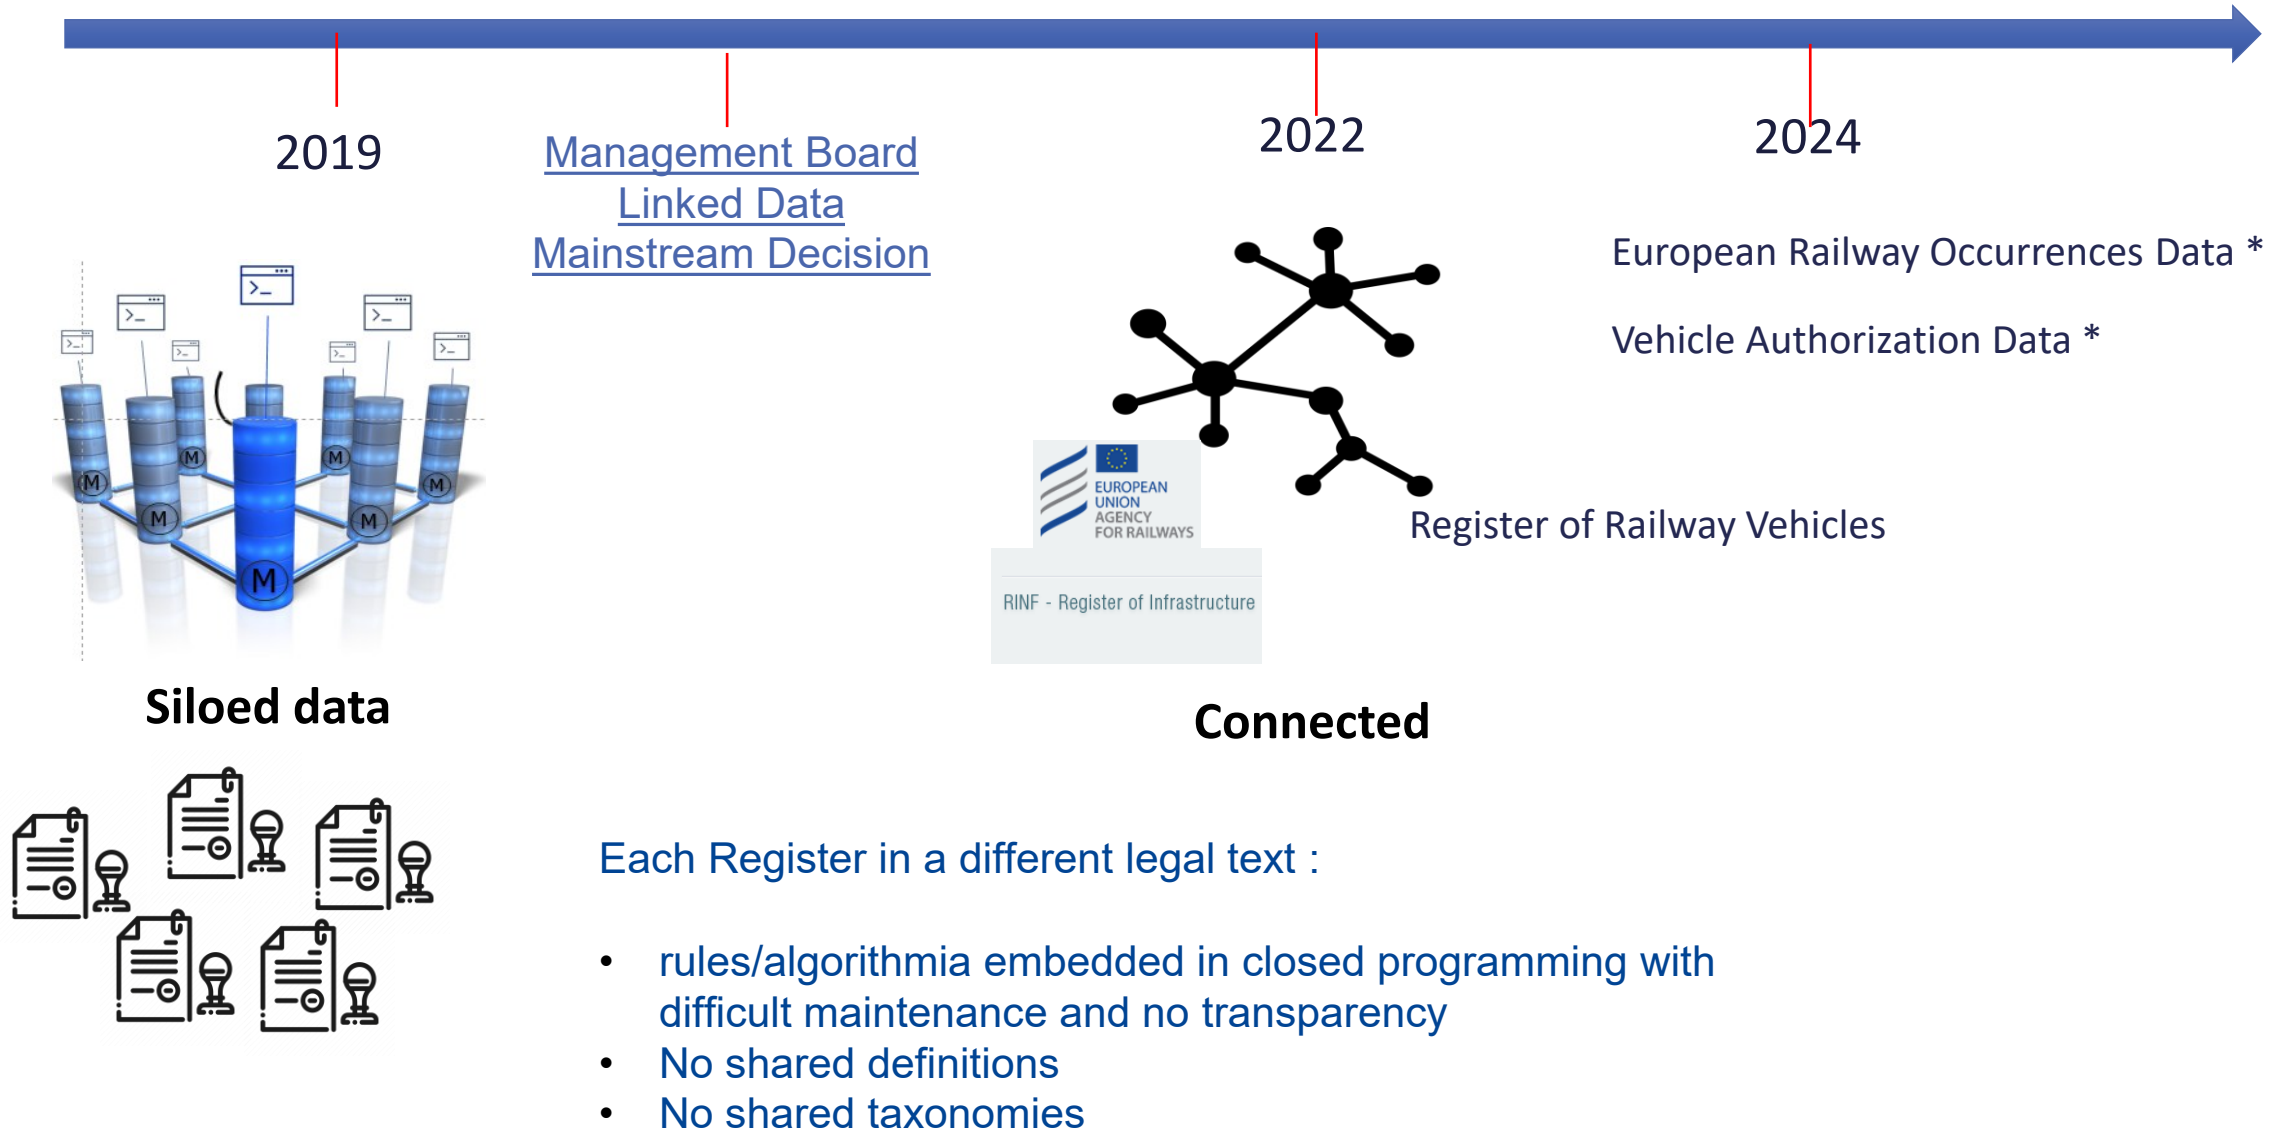 2019
Management Board
Linked Data
Mainstream Decision
2022
2024
European Railway Occurrences Data *
Vehicle Authorization Data *
>_
>_
>_
>_
>_
>_
>_
M
M
M
M
M
M
M
EUROPEAN
UNION
AGENCY
FOR RAILWAYS
RINF - Register of Infrastructure
Register of Railway Vehicles
Siloed data
Connected
Each Register in a different legal text :
• rules/algorithmia embedded in closed programming with
difficult maintenance and no transparency
• No shared definitions
• No shared taxonomies